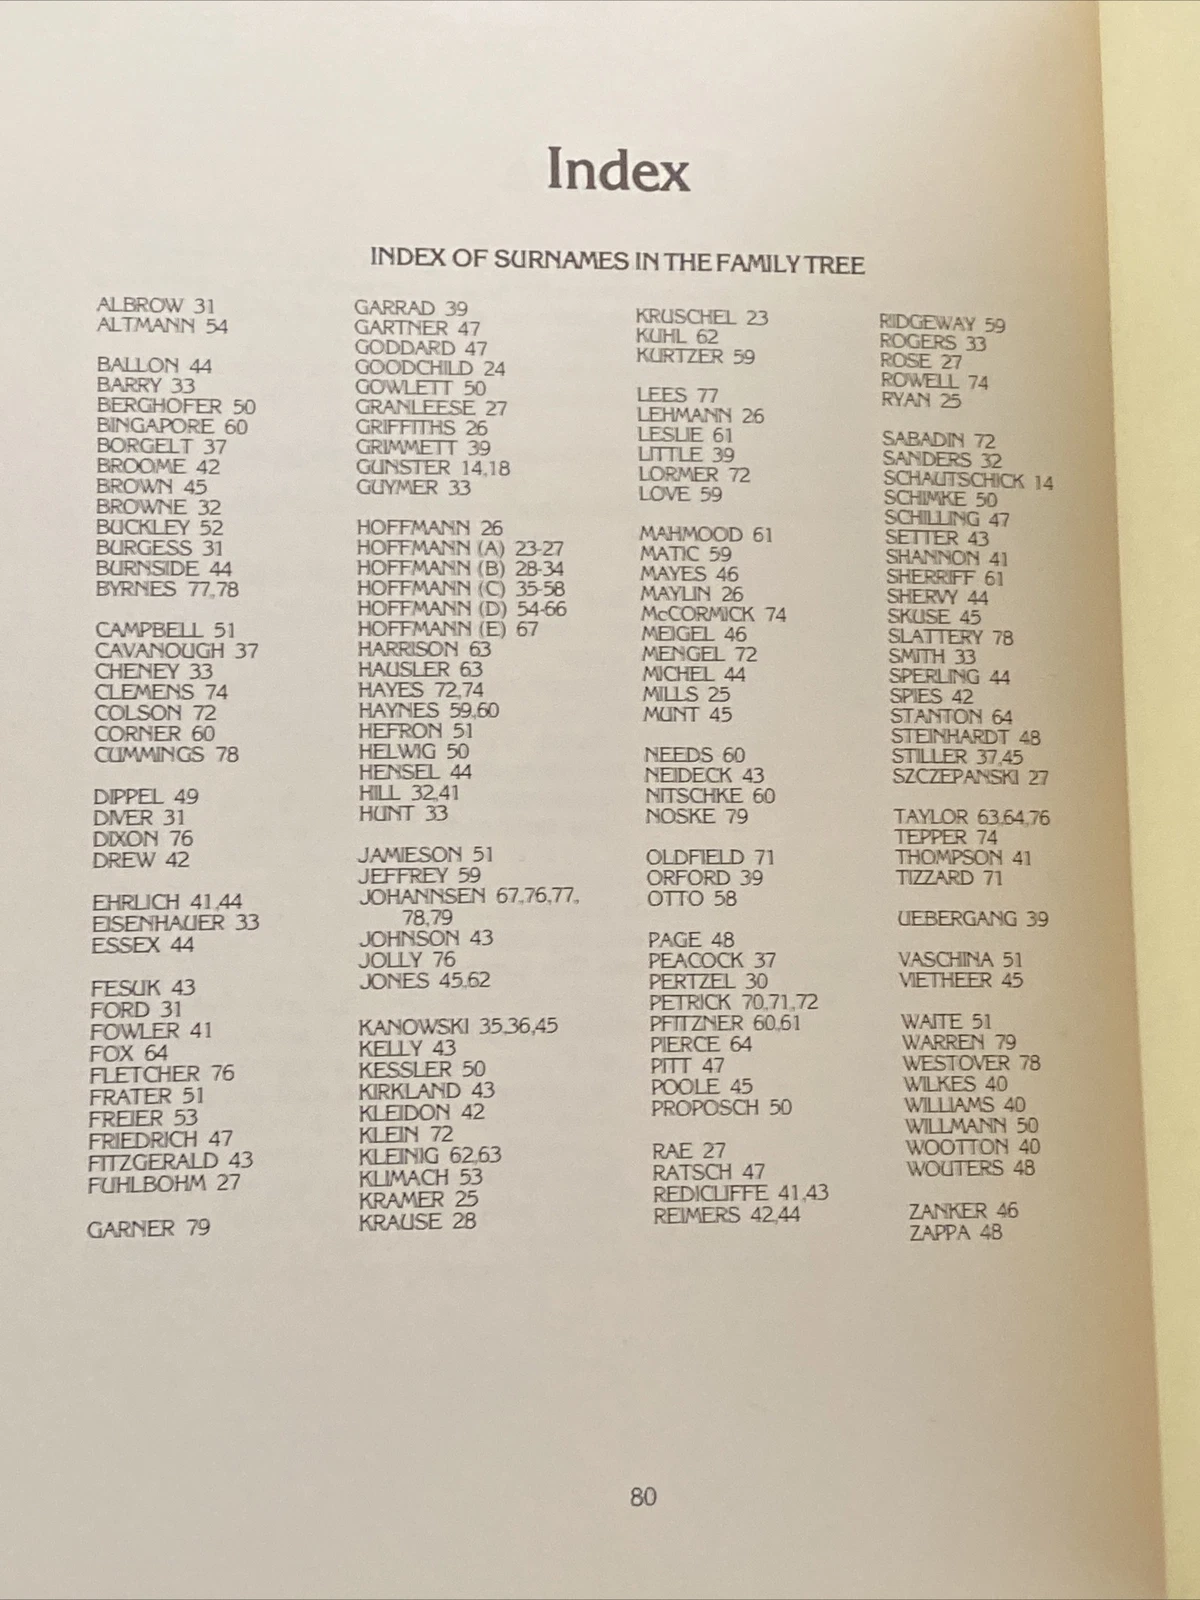 Index
INDEX OF SURNAMES IN THE FAMILY TREE
ALBROW 31
ALTMANN 54
BALLON 44
BARRY 33
BERGHOFER 50
BINGAPORE 60
BORGELT 37
BROOME 42
BROWN 45
BROWNE 32
BUCKLEY 52
BURGESS 31
BURNSIDE 44
BYRNES 77,78
CAMPBELL 51
CAVANOUGH 37
CHENEY 33
CLEMENS 74
COLSON 72
CORNER 60
CUMMINGS 78
DIPPEL 49
DIVER 31
DIXON 76
DREW 42
EHRLICH 41,44
EISENHAUER 33
ESSEX 44
FESUK 43
FORD 31
FOWLER 41
FOX 64
FLETCHER 76
FRATER 51
FREIER 53
FRIEDRICH 47
FITZGERALD 43
FUHLBOHM 27
GARNER 79
GARRAD 39
GARTNER 47
GODDARD 47
GOODCHILD 24
GOWLETT 50
GRANLEESE 27
GRIFFITHS 26
GRIMMETT 39
GUNSTER 14,18
GUYMER 33
HOFFMANN 26
HOFFMANN (A) 23-27
HOFFMANN (B) 28-34
HOFFMANN (C) 35-58
HOFFMANN (D) 54-66
HOFFMANN (E) 67
HARRISON 63
HAUSLER 63
HAYES 72,74
HAYNES 59,60
HEFRON 51
HELWIG 50
HENSEL 44
HILL 32,41
HUNT 33
JAMIESON 51
JEFFREY 59
JOHANNSEN 67,76,77,
78,79
JOHNSON 43
JOLLY 76
JONES 45,62
KANOWSKI 35,36,45
KELLY 43
KESSLER 50
KIRKLAND 43
KLEIDON 42
KLEIN 72
KLEINIG 62,63
KLIMACH 53
KRAMER 25
KRAUSE 28
KRUSCHEL 23
KUHL 62
KURTZER 59
LEES 77
LEHMANN 26
LESLIE 61
LITTLE 39
LORMER 72
LOVE 59
MAHMOOD 61
MATIC 59
MAYES 46
MAYLIN 26
McCORMICK 74
MEIGEL 46
MENGEL 72
MICHEL 44
MILLS 25
MUNT 45
NEEDS 60
NEIDECK 43
NITSCHKE 60
NOSKE 79
OLDFIELD 71
ORFORD 39
OTTO 58
PAGE 48
PEACOCK 37
PERTZEL 30
PETRICK 70,71,72
PFITZNER 60,61
PIERCE 64
PITT 47
POOLE 45
PROPOSCH 50
RAE 27
RATSCH 47
REDICLIFFE 41,43
REIMERS 42,44
RIDGEWAY 59
ROGERS 33
ROSE 27
ROWELL 74
RYAN 25
SABADIN 72
SANDERS 32
SCHAUTSCHICK 14
SCHIMKE 50
SCHILLING 47
SETTER 43
SHANNON 41
SHERRIFF 61
SHERVY 44
SKUSE 45
SLATTERY 78
SMITH 33
SPERLING 44
SPIES 42
STANTON 64
STEINHARDT 48
STILLER 37,45
SZCZEPANSKI 27
TAYLOR 63,64,76
TEPPER 74
THOMPSON 41
TIZZARD 71
UEBERGANG 39
VASCHINA 51
VIETHEER 45
WAITE 51
WARREN 79
WESTOVER 78
WILKES 40
WILLIAMS 40
WILLMANN 50
WOOTTON 40
WOUTERS 48
ZANKER 46
ZAPPA 48
80